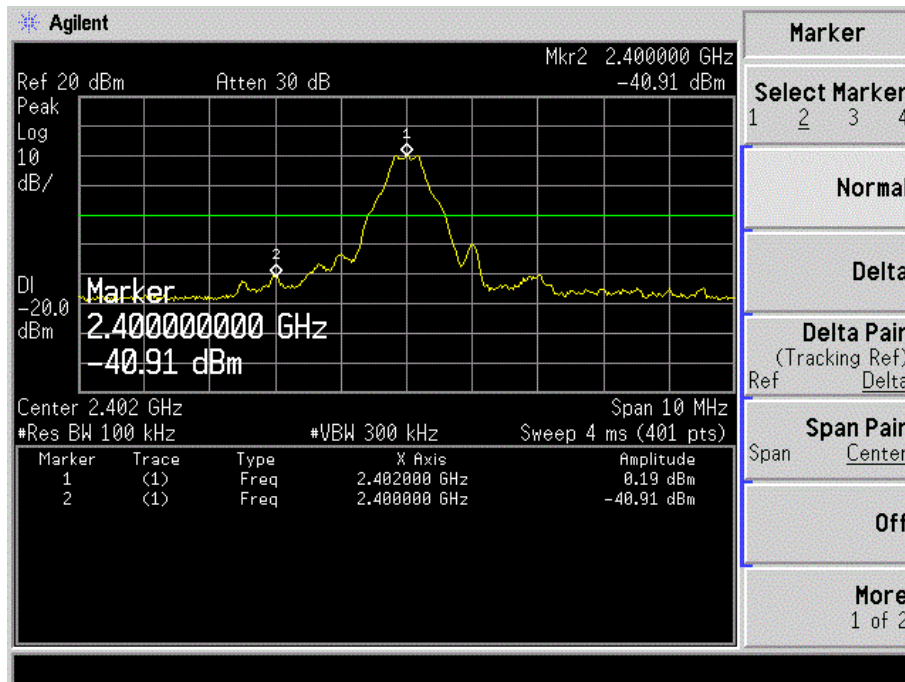 Agilent
Mkr2 2.400000 GHz
Ref 20 dBm Atten 30 dB -40.91 dBm
Peak
Log
10
dB/
1
2
DI
-20.0
dBm
Marker
2.400000000 GHz
-40.91 dBm
Center 2.402 GHz Span 10 MHz
#Res BW 100 kHz #VBW 300 kHz Sweep 4 ms (401 pts)
Marker Trace Type X Axis Amplitude
1 (1) Freq 2.402000 GHz 0.19 dBm
2 (1) Freq 2.400000 GHz -40.91 dBm
Marker
Select Marker
1 2 3 4
Normal
Delta
Delta Pair
(Tracking Ref)
Ref Delta
Span Pair
Span Center
Off
More
1 of 2